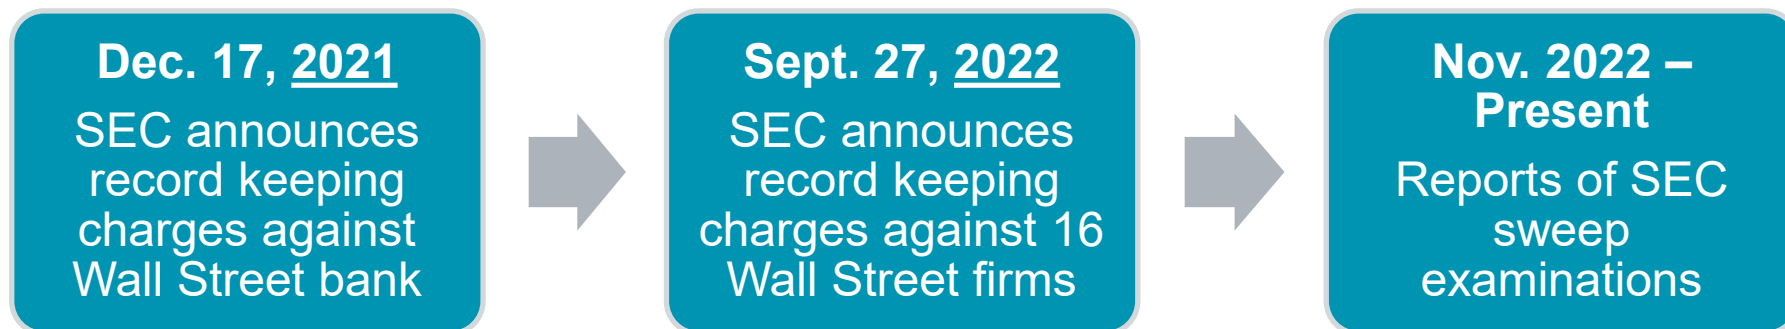 Dec. 17, 2021
SEC announces
record keeping
charges against
Wall Street bank
Sept. 27, 2022
SEC announces
record keeping
charges against 16
Wall Street firms
Nov. 2022 –
Present
Reports of SEC
sweep
examinations